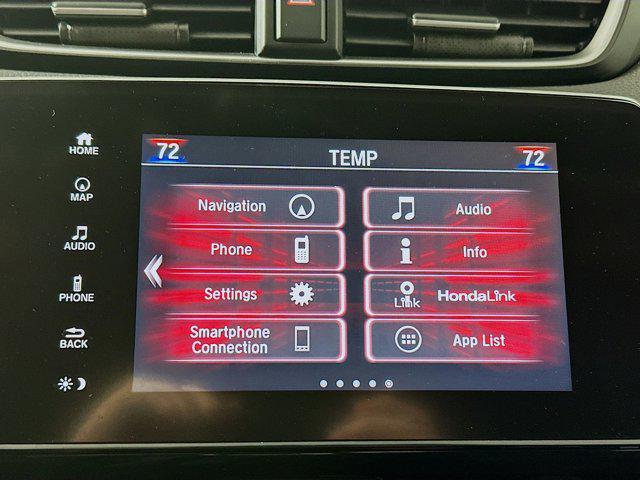 HOME
MAP
AUDIO
PHONE
BACK
72 TEMP 72
Navigation
Audio
Phone
Info
Settings
Link HondaLink
Smartphone
Connection
App List